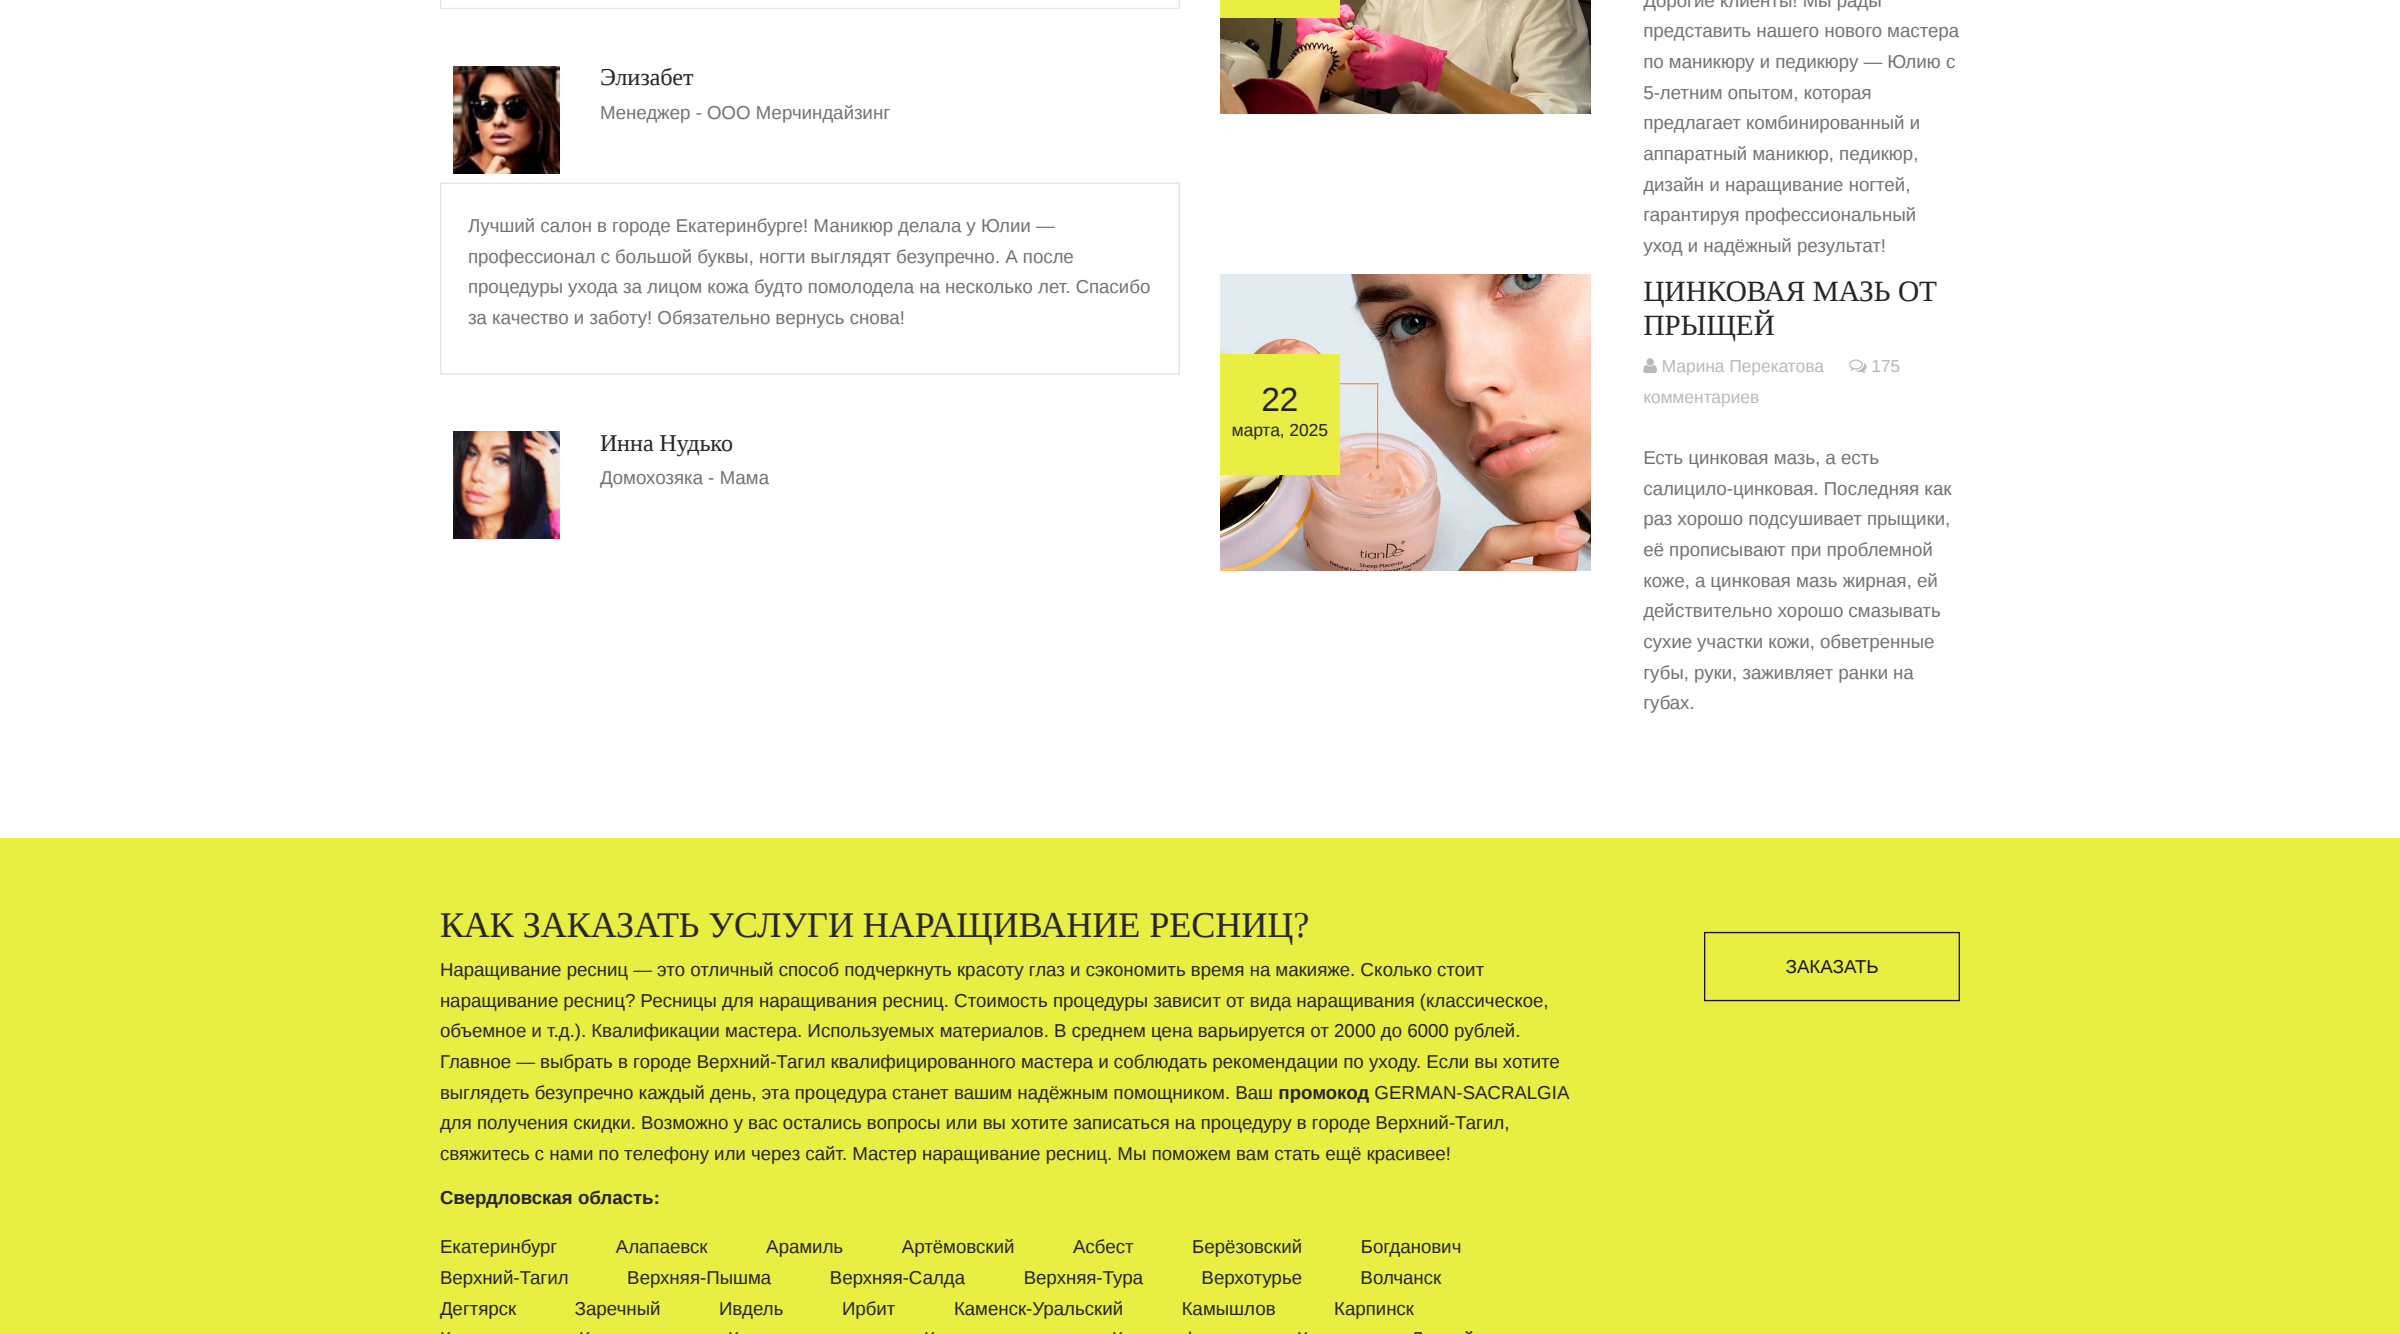 Элизабет
Менеджер - ООО Мерчиндайзинг
Лучший салон в городе Екатеринбурге! Маникюр делала у Юлии —
профессионал с большой буквы, ногти выглядят безупречно. А после
процедуры ухода за лицом кожа будто помолодела на несколько лет. Спасибо
за качество и заботу! Обязательно вернусь снова!
Инна Нудько
Домохозяка - Мама
Дорогие клиенты! Мы рады
представить нашего нового мастера
по маникюру и педикюру — Юлию с
5-летним опытом, которая
предлагает комбинированный и
аппаратный маникюр, педикюр,
дизайн и наращивание ногтей,
гарантируя профессиональный
уход и надёжный результат!
22
марта, 2025
tianDe
Sheep Placenta
ЦИНКОВАЯ МАЗЬ ОТ
ПРЫЩЕЙ
Марина Перекатова 175
комментариев
Есть цинковая мазь, а есть
салицило-цинковая. Последняя как
раз хорошо подсушивает прыщики,
её прописывают при проблемной
коже, а цинковая мазь жирная, ей
действительно хорошо смазывать
сухие участки кожи, обветренные
губы, руки, заживляет ранки на
губах.
КАК ЗАКАЗАТЬ УСЛУГИ НАРАЩИВАНИЕ РЕСНИЦ?
Наращивание ресниц — это отличный способ подчеркнуть красоту глаз и сэкономить время на макияже. Сколько стоит
наращивание ресниц? Ресницы для наращивания ресниц. Стоимость процедуры зависит от вида наращивания (классическое,
объемное и т.д.). Квалификации мастера. Используемых материалов. В среднем цена варьируется от 2000 до 6000 рублей.
Главное — выбрать в городе Верхний-Тагил квалифицированного мастера и соблюдать рекомендации по уходу. Если вы хотите
выглядеть безупречно каждый день, эта процедура станет вашим надёжным помощником. Ваш промокод GERMAN-SACRALGIA
для получения скидки. Возможно у вас остались вопросы или вы хотите записаться на процедуру в городе Верхний-Тагил,
свяжитесь с нами по телефону или через сайт. Мастер наращивание ресниц. Мы поможем вам стать ещё красивее!
ЗАКАЗАТЬ
Свердловская область:
Екатеринбург Алапаевск Арамиль Артёмовский Асбест Берёзовский Богданович
Верхний-Тагил Верхняя-Пышма Верхняя-Салда Верхняя-Тура Верхотурье Волчанск
Дегтярск Заречный Ивдель Ирбит Каменск-Уральский Камышлов Карпинск